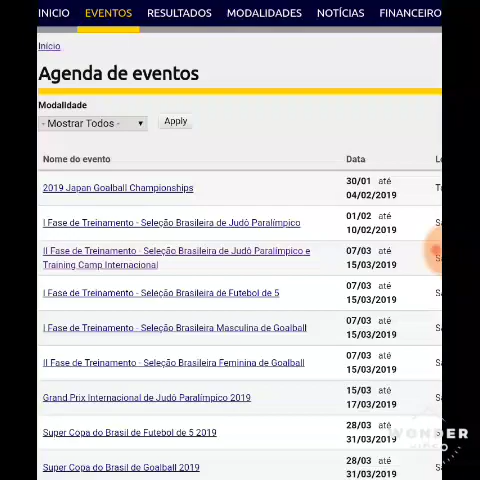 INICIO EVENTOS RESULTADOS MODALIDADES NOTÍCIAS FINANCEIRO
Início
Agenda de eventos
Modalidade
- Mostrar Todos - Apply
Nome do evento Data
2019 Japan Goalball Championships 30/01 até
04/02/2019
I Fase de Treinamento - Seleção Brasileira de Judô Paralímpico 01/02 até
10/02/2019
II Fase de Treinamento - Seleção Brasileira de Judô Paralímpico e 07/03 até
Training Camp Internacional 15/03/2019
I Fase de Treinamento - Seleção Brasileira de Futebol de 5 07/03 até
15/03/2019
I Fase de Treinamento - Seleção Brasileira Masculina de Goalball 07/03 até
15/03/2019
II Fase de Treinamento - Seleção Brasileira Feminina de Goalball 07/03 até
15/03/2019
Grand Prix Internacional de Judô Paralímpico 2019 15/03 até
17/03/2019
Super Copa do Brasil de Futebol de 5 2019 28/03 até
31/03/2019
Super Copa do Brasil de Goalball 2019 28/03 até
31/03/2019
WONDER
VIDEO